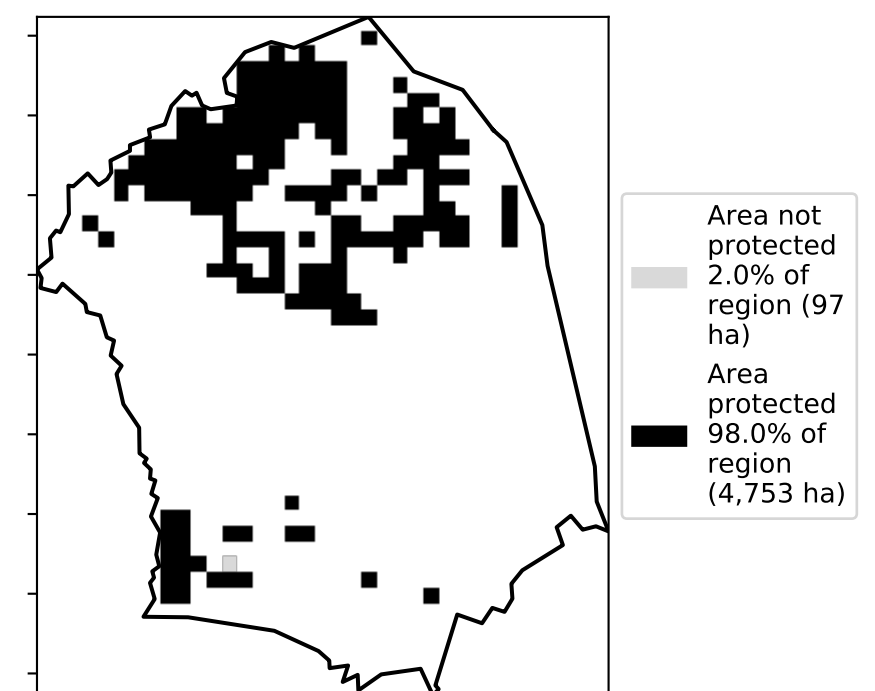 Area not
protected
2.0% of
region (97
ha)
Area
protected
98.0% of
region
(4,753 ha)